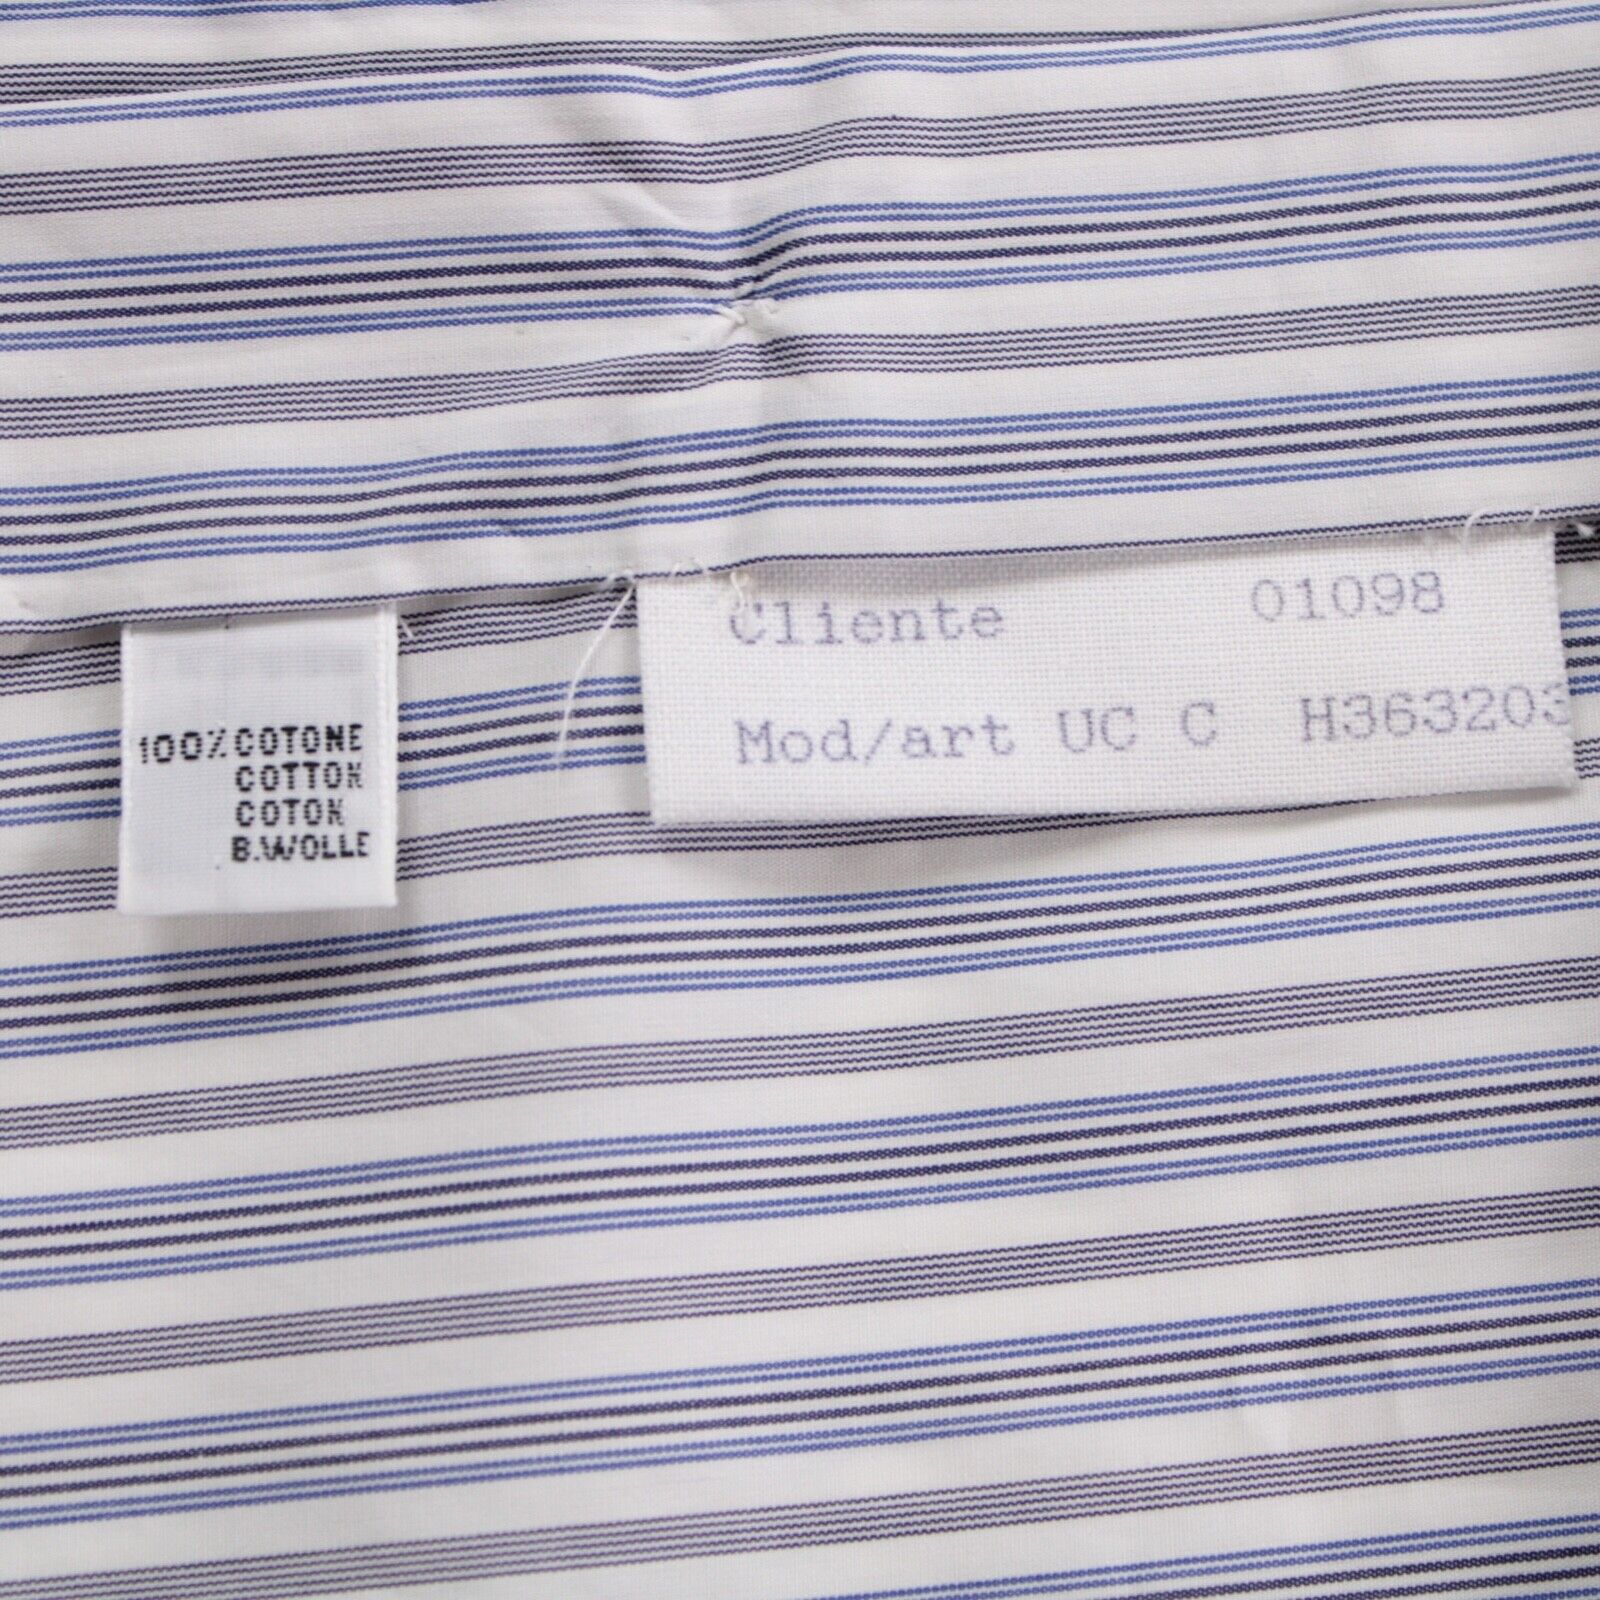 100% COTONE
COTTON
COTON
B.WOLLE
Cliente 01098
Mod/art UC C H363203